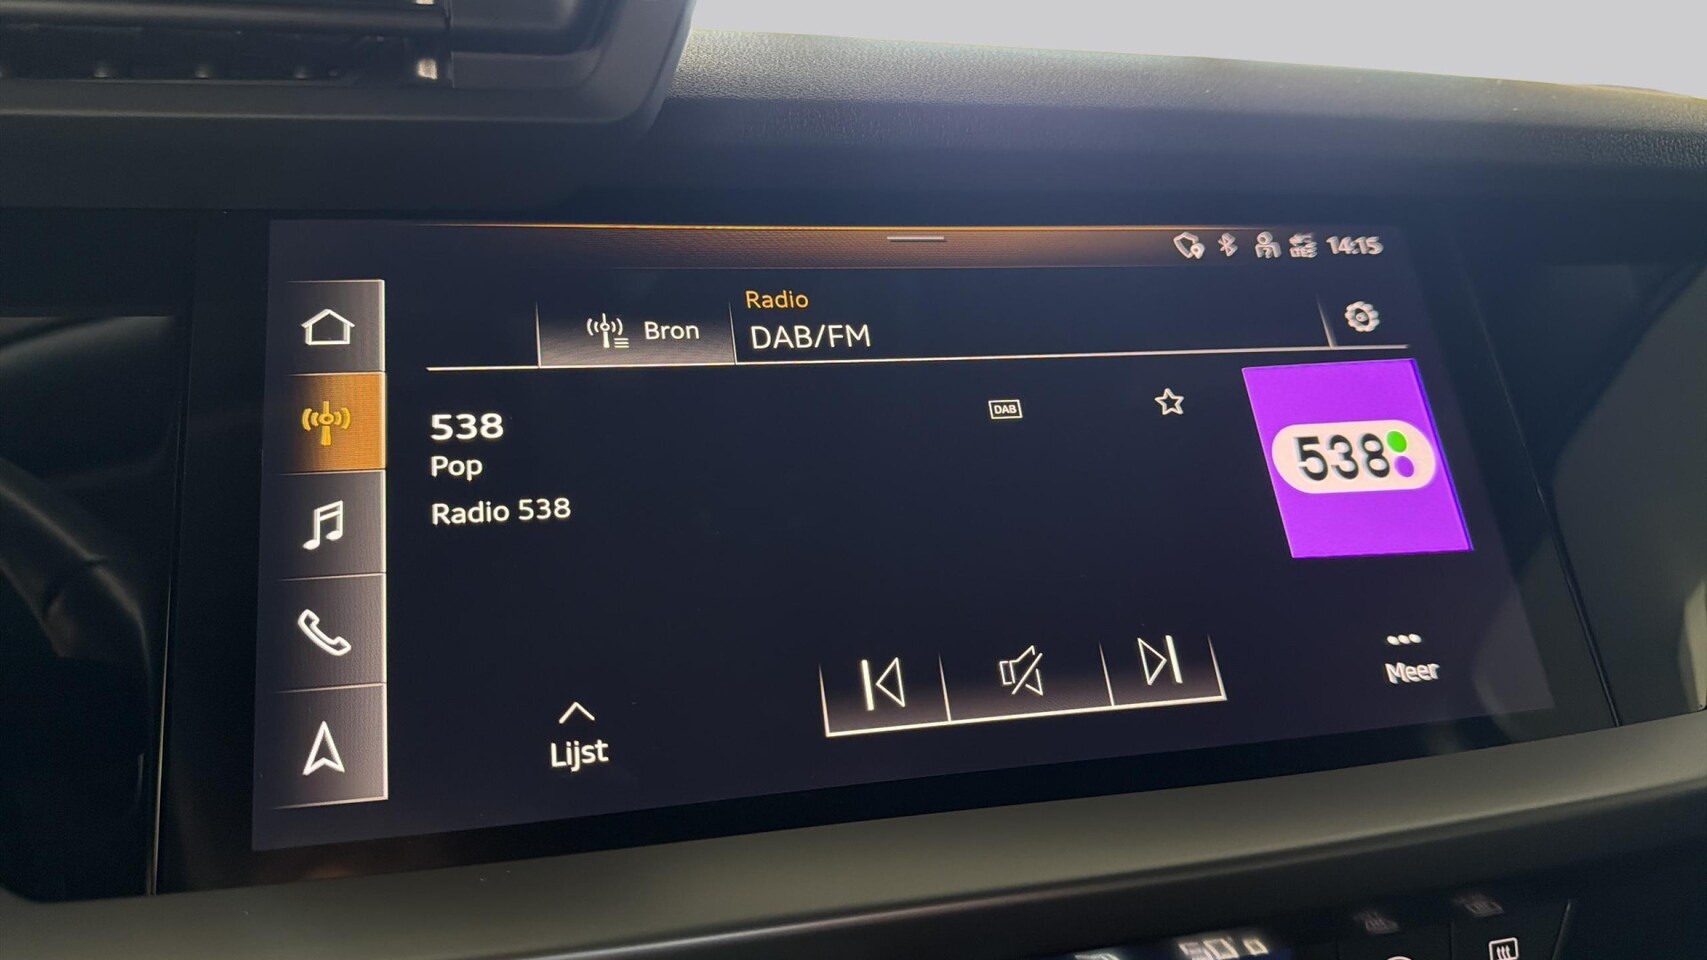 14:15
Radio
Bron
DAB/FM
538
DAB
Pop
Radio 538
538
Lijst
Meer